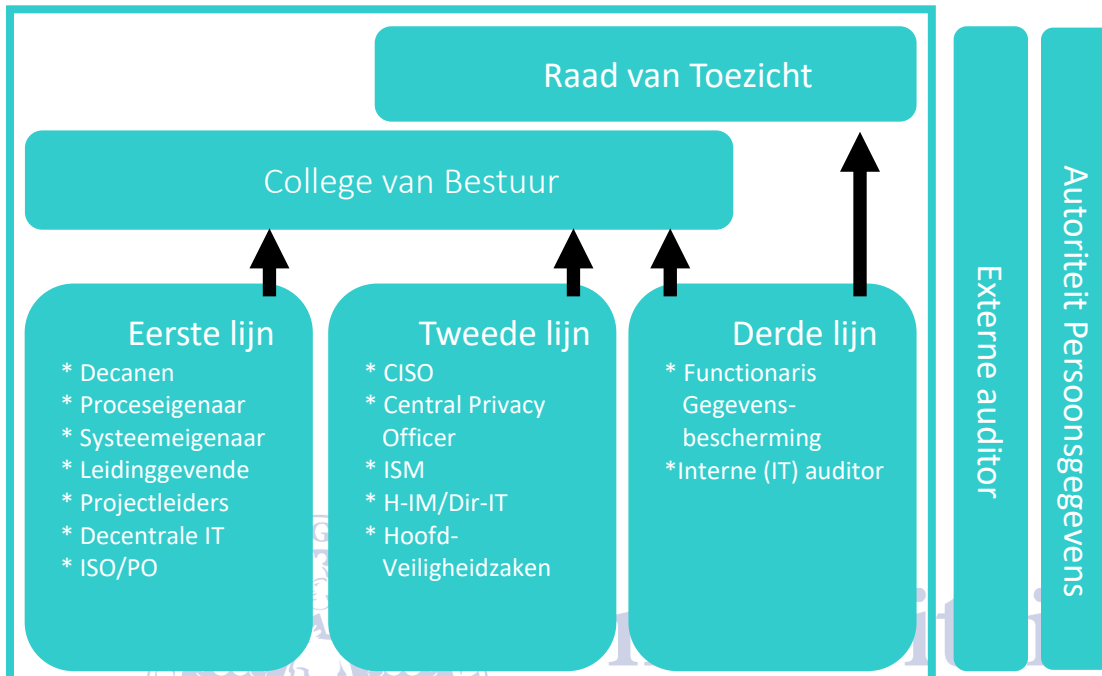 Raad van Toezicht
College van Bestuur
Eerste lijn
* Decanen
* Proceseigenaar
* Systeemeigenaar
* Leidinggevende
* Projectleiders
* Decentrale IT
* ISO/PO
Tweede lijn
* CISO
* Central Privacy
Officer
* ISM
* H-IM/Dir-IT
* Hoofd-
Veiligheidzaken
Derde lijn
* Functionaris
Gegevens-
bescherming
*Interne (IT) auditor
Externe auditor
Autoriteit Persoonsgegevens